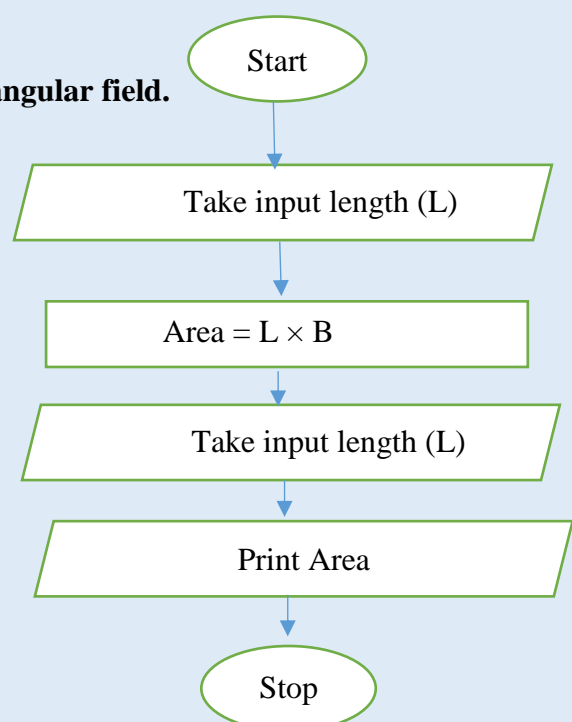 Start
angular field.
Take input length (L)
Area = L × B
Take input length (L)
Print Area
Stop